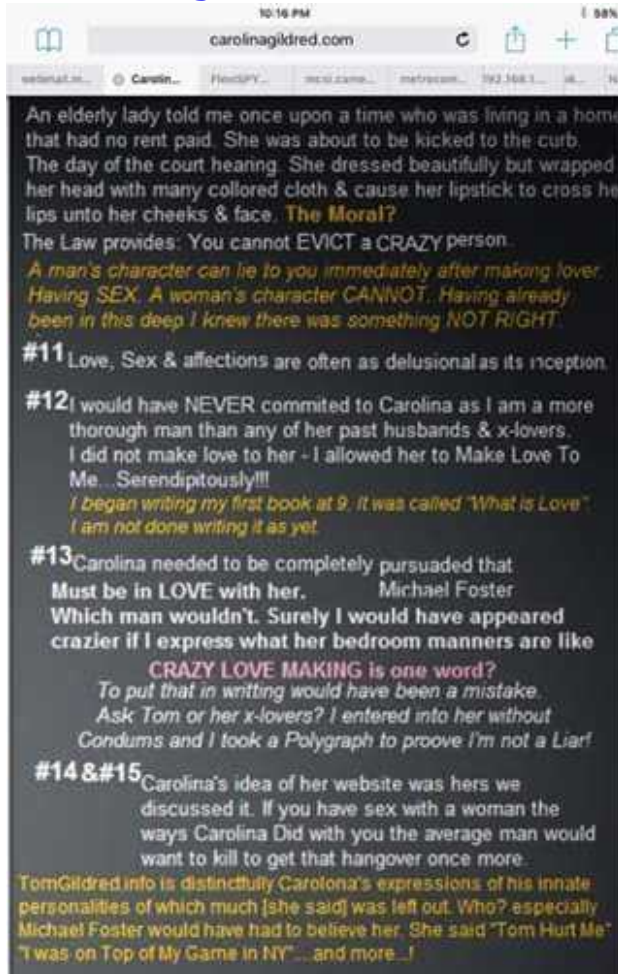 10:16 PM 58%
carolinagildred.com
Carolin...
An elderly lady told me once upon a time who was living in a home
that had no rent paid. She was about to be kicked to the curb.
The day of the court hearing. She dressed beautifully but wrapped
her head with many collored cloth & cause her lipstick to cross he
lips unto her cheeks & face. The Moral?
The Law provides: You cannot EVICT a CRAZY person.
A man's character can lie to you immediately after making lover.
Having SEX. A woman's character CANNOT. Having already
been in this deep I knew there was something NOT RIGHT.
#11 Love, Sex & affections are often as delusional as its inception.
#12 I would have NEVER commited to Carolina as I am a more
thorough man than any of her past husbands & x-lovers.
I did not make love to her - I allowed her to Make Love To
Me...Serendipitously!!!
I began writing my first book at 9. It was called "What is Love".
I am not done writing it as yet.
#13 Carolina needed to be completely pursuaded that
Must be in LOVE with her. Michael Foster
Which man wouldn't. Surely I would have appeared
crazier if I express what her bedroom manners are like
CRAZY LOVE MAKING is one word?
To put that in writting would have been a mistake.
Ask Tom or her x-lovers? I entered into her without
Condums and I took a Polygraph to proove I'm not a Liar!
#14 & #15 Carolina's idea of her website was hers we
discussed it. If you have sex with a woman the
ways Carolina Did with you the average man would
want to kill to get that hangover once more.
TomGildred.info is distinctfully Carolona's expressions of his innate
personalities of which much [she said] was left out. Who? especially
Michael Foster would have had to believe her. She said "Tom Hurt Me"
"I was on Top of My Game in NY"....and more...!